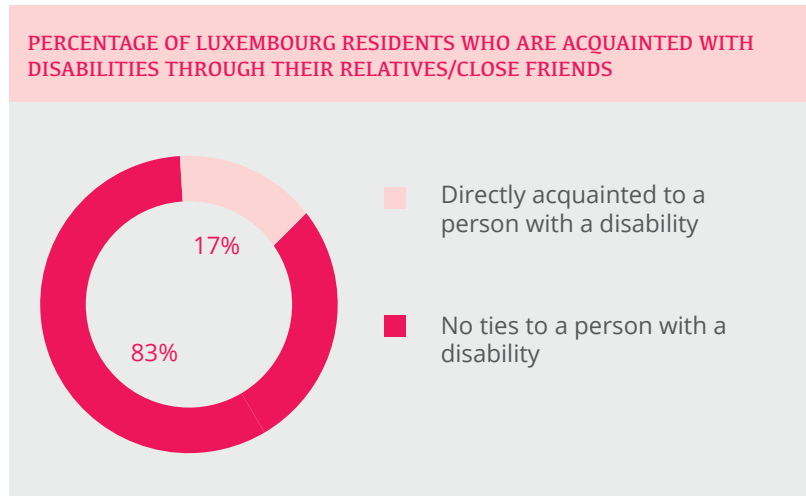 PERCENTAGE OF LUXEMBOURG RESIDENTS WHO ARE ACQUAINTED WITH
DISABILITIES THROUGH THEIR RELATIVES/CLOSE FRIENDS
17%
83%
Directly acquainted to a
person with a disability
No ties to a person with a
disability